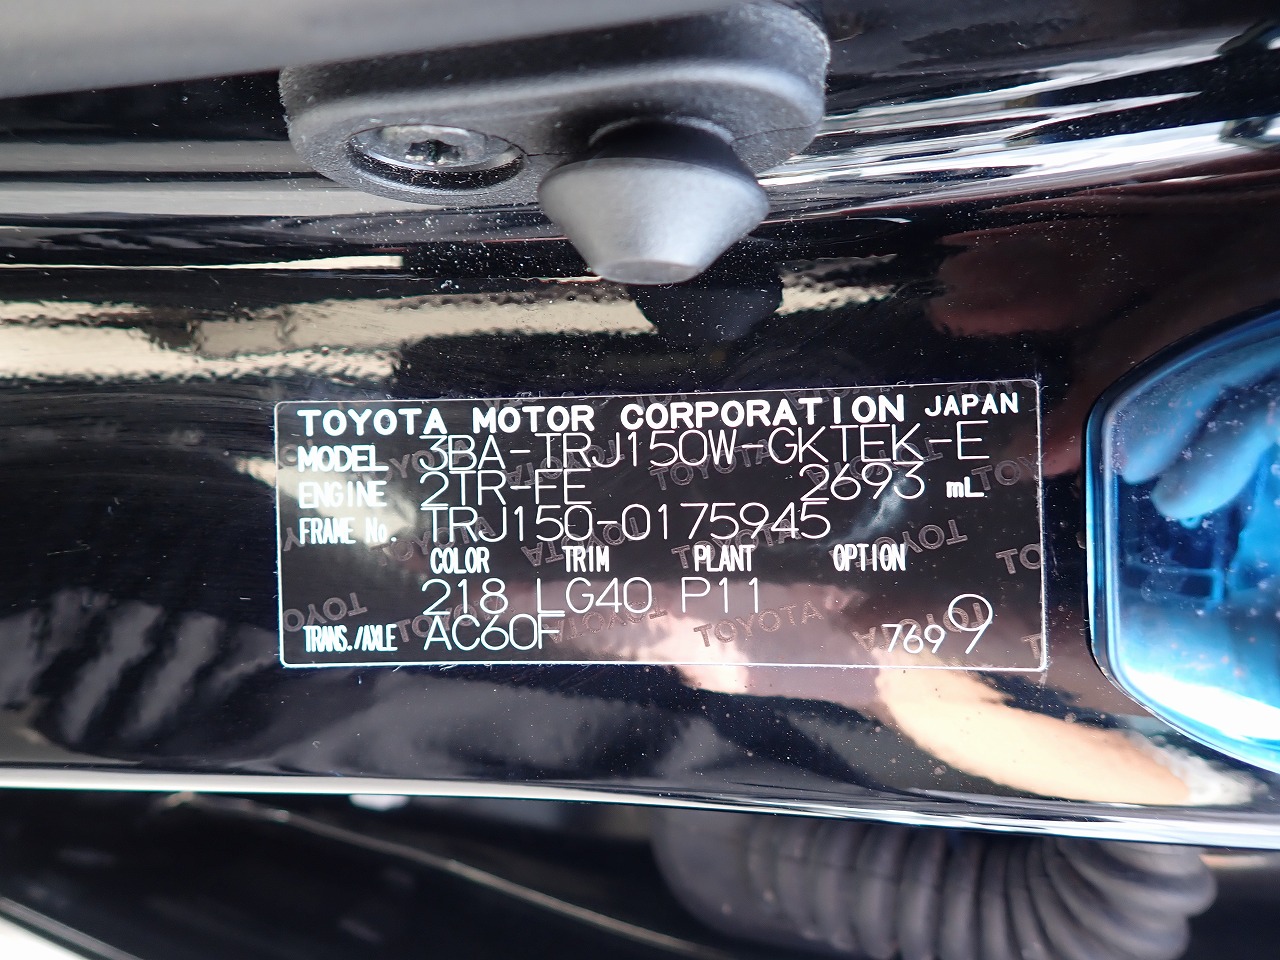 TOYOTA MOTOR CORPORATION JAPAN
MODEL 3BA-TRJ150W-GKTEK-E
ENGINE 2TR-FE 2693 mL
FRAME No. TRJ150-0175945
COLOR TRIM PLANT OPTION
218 LG40 P11
TRANS./AXLE AC60F 7699